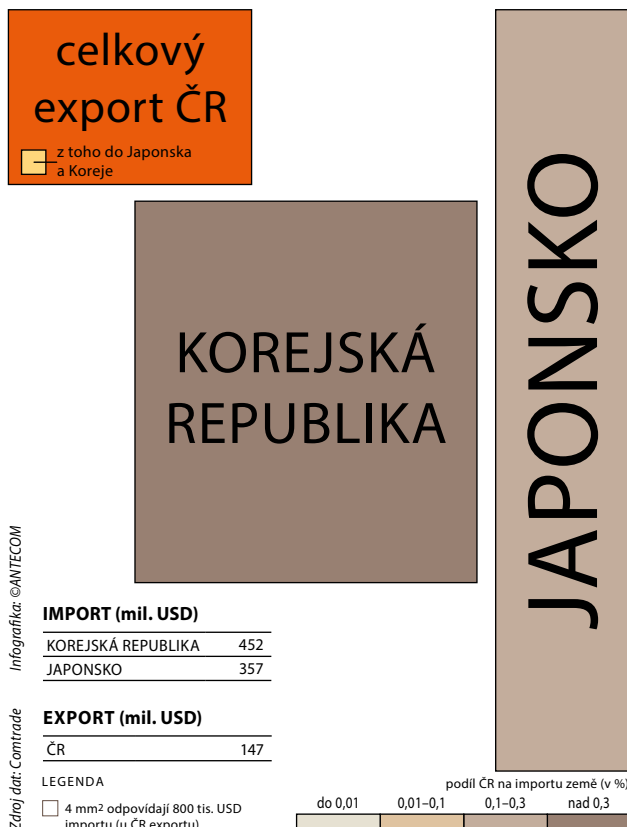 celkový
export ČR
z toho do Japonska
a Koreje
JAPONSKO
KOREJSKÁ
REPUBLIKA
Infografika: ©ANTECOM
Zdroj dat: Comtrade
IMPORT (mil. USD)
KOREJSKÁ REPUBLIKA 452
JAPONSKO 357
EXPORT (mil. USD)
ČR 147
LEGENDA
4 mm2 odpovídají 800 tis. USD
importu (u ČR exportu)
podíl ČR na importu země (v %)
do 0,01 0,01–0,1 0,1–0,3 nad 0,3